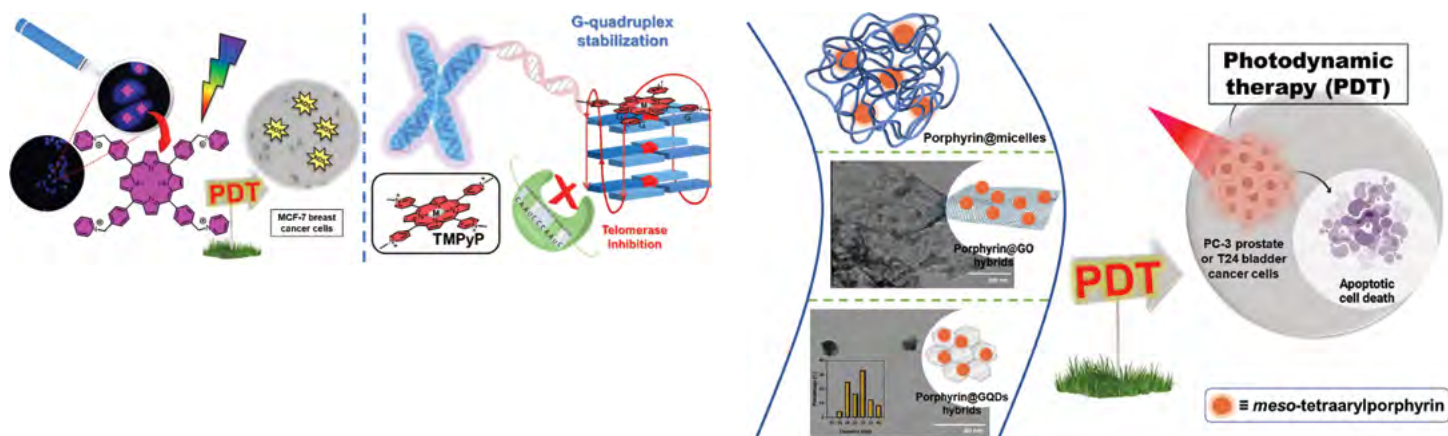 PDT
MCF-7 breast
cancer cells
G-quadruplex
stabilization
M
TMPyP
CAAUCCCAAUC
X
M
Telomerase
Inhibition
Porphyrin@micelles
Porphyrin@GO
hybrids
Porphyrin@GQDs
hybrids
PDT
Photodynamic
therapy (PDT)
PC-3 prostate
or T24 bladder
cancer cells
Apoptotic
cell death
≡ meso-tetraarylporphyrin